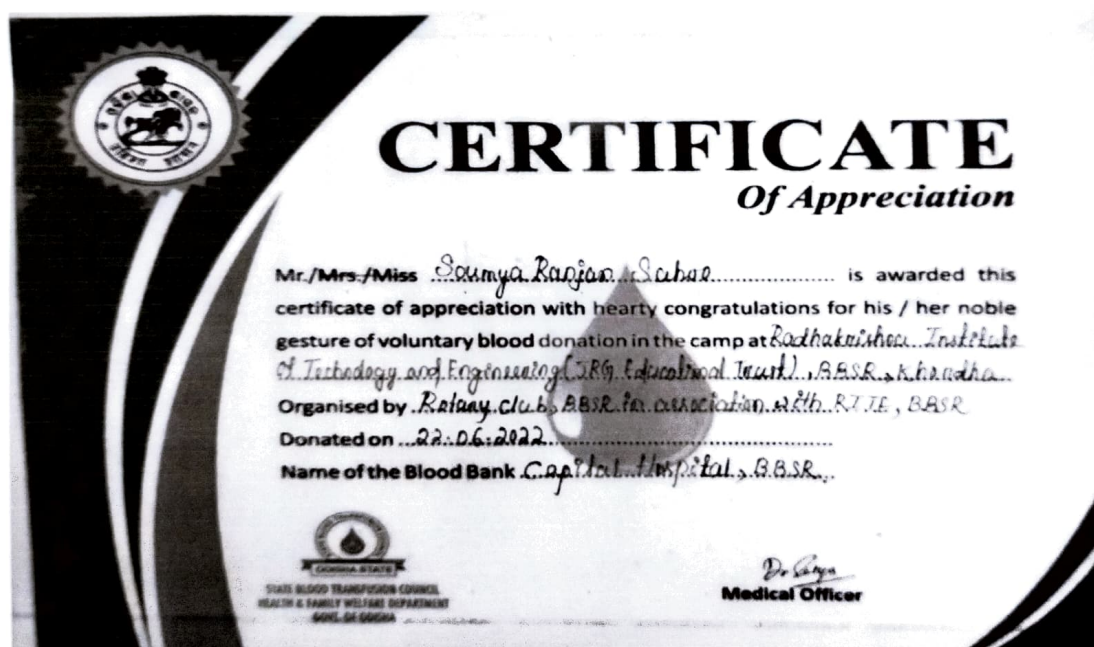 CERTIFICATE
Of Appreciation
Mr./Mrs./Miss Soumya Ranjan Sahoo is awarded this
certificate of appreciation with hearty congratulations for his / her noble
gesture of voluntary blood donation in the camp at Radhakrishna Institute
of Technology and Engineering (JRG Educational Trust), BBSR, Khordha
Organised by Rotary club, BBSR in association with RITE, BBSR
Donated on 22.06.2022
Name of the Blood Bank Capital Hospital, BBSR
ODISHA STATE
STATE BLOOD TRANSFUSION COUNCIL
HEALTH & FAMILY WELFARE DEPARTMENT
GOVT. OF ODISHA
Dr
Medical Officer